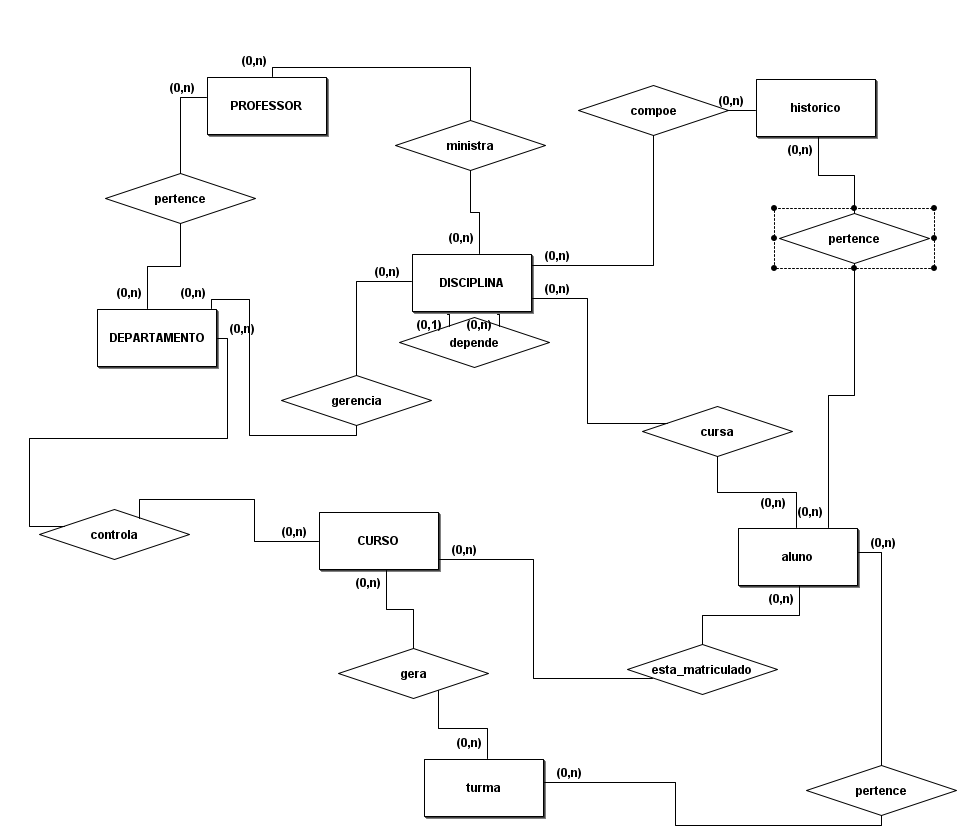 (0,n)
(0,n)
PROFESSOR
(0,n)
historico
compoe
ministra
(0,n)
pertence
(0,n)
pertence
(0,n)
(0,n)
(0,n)
DISCIPLINA
(0,n)
(0,n)
(0,n)
(0,1)
(0,n)
(0,n)
DEPARTAMENTO
depende
gerencia
cursa
(0,n)
(0,n)
controla
(0,n)
CURSO
(0,n)
(0,n)
aluno
(0,n)
(0,n)
gera
esta_matriculado
(0,n)
(0,n)
turma
pertence